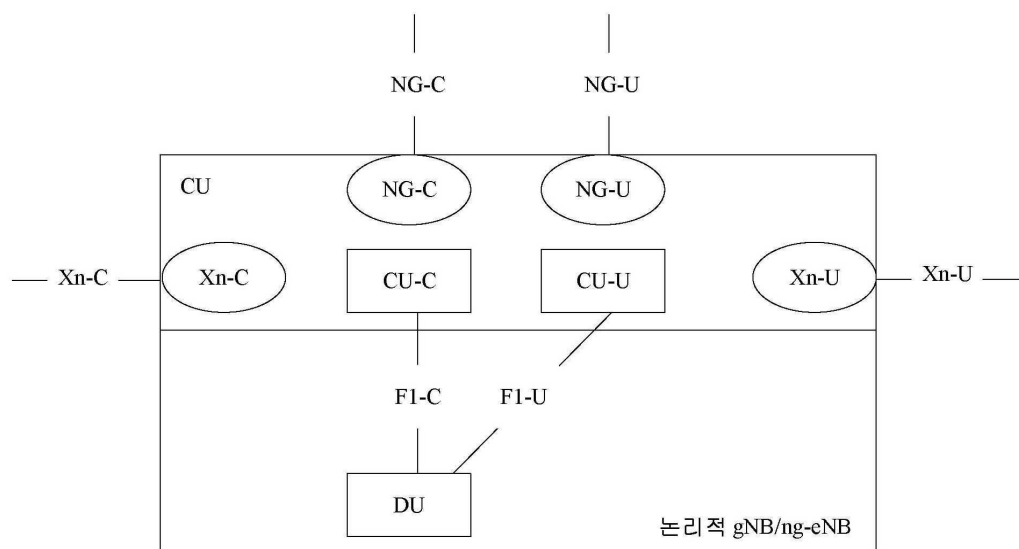 NG-C
NG-U
CU
NG-C
NG-U
Xn-C
Xn-C
CU-C
CU-U
Xn-U
Xn-U
F1-C
F1-U
DU
논리적 gNB/ng-eNB